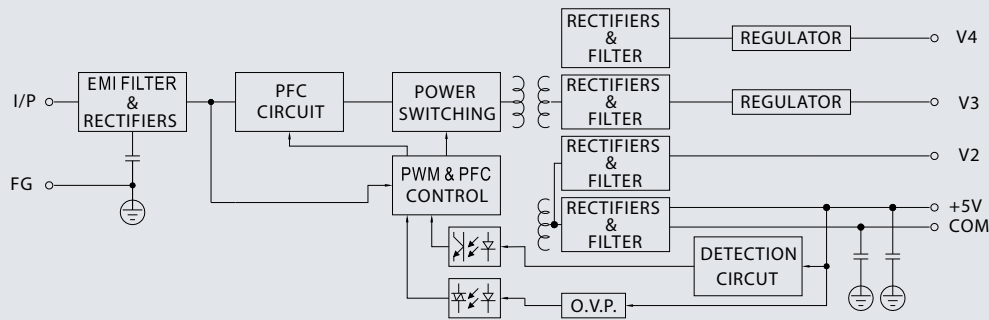 RECTIFIERS
&
FILTER
REGULATOR
V4
I/P
EMI FILTER
&
RECTIFIERS
PFC
CIRCUIT
POWER
SWITCHING
RECTIFIERS
&
FILTER
REGULATOR
V3
RECTIFIERS
&
FILTER
V2
FG
PWM & PFC
CONTROL
RECTIFIERS
&
FILTER
+5V
COM
DETECTION
CIRCUT
O.V.P.